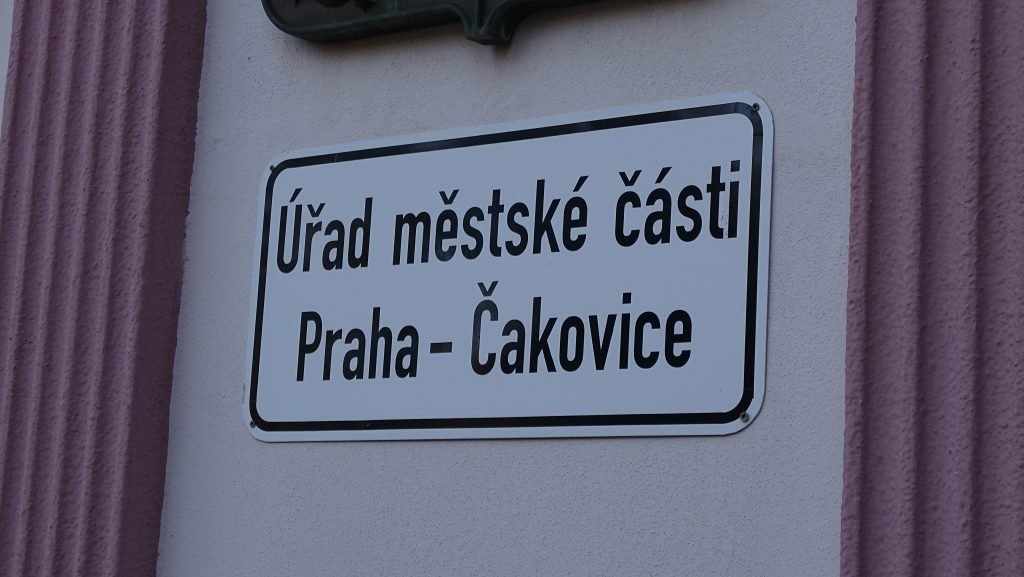 Úřad městské části
Praha - Čakovice